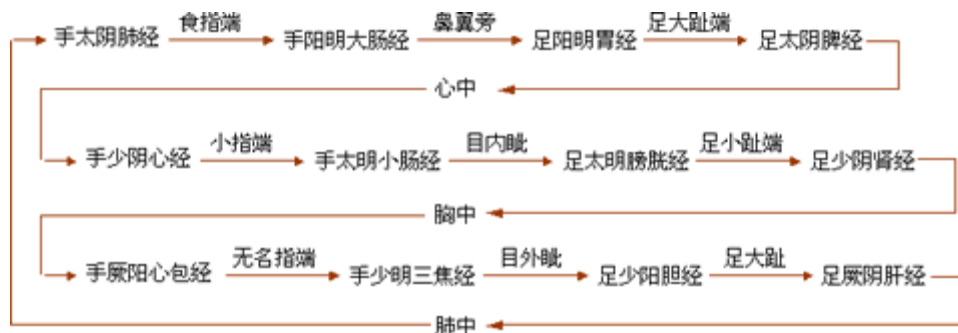 食指端 鼻翼旁 足大趾端
手太阴肺经 手阳明大肠经 足阳明胃经 足太阴脾经
心中
小指端 目内眦 足小趾端
手少阴心经 手太明小肠经 足太明膀胱经 足少阴肾经
胸中
无名指端 目外眦 足大趾
手厥阳心包经 手少明三焦经 足少阳胆经 足厥阴肝经
肺中